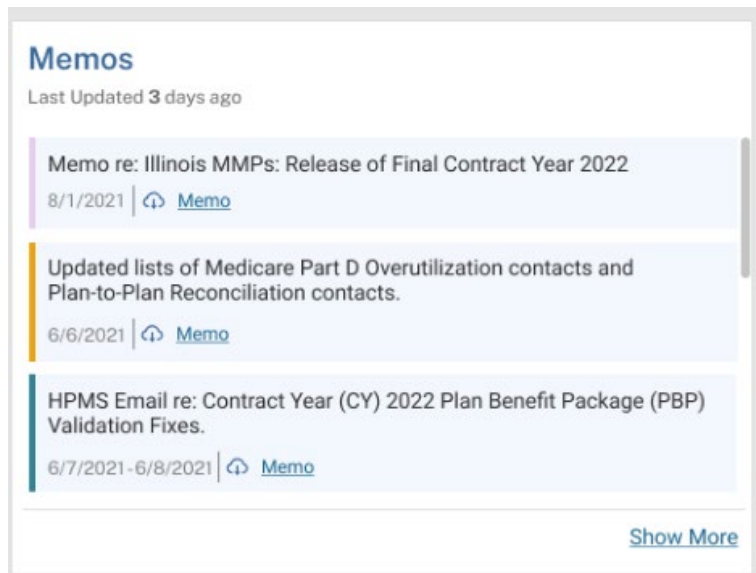 Memos
Last Updated 3 days ago
Memo re: Illinois MMPs: Release of Final Contract Year 2022
8/1/2021 Memo
Updated lists of Medicare Part D Overutilization contacts and
Plan-to-Plan Reconciliation contacts.
6/6/2021 Memo
HPMS Email re: Contract Year (CY) 2022 Plan Benefit Package (PBP)
Validation Fixes.
6/7/2021-6/8/2021 Memo
Show More